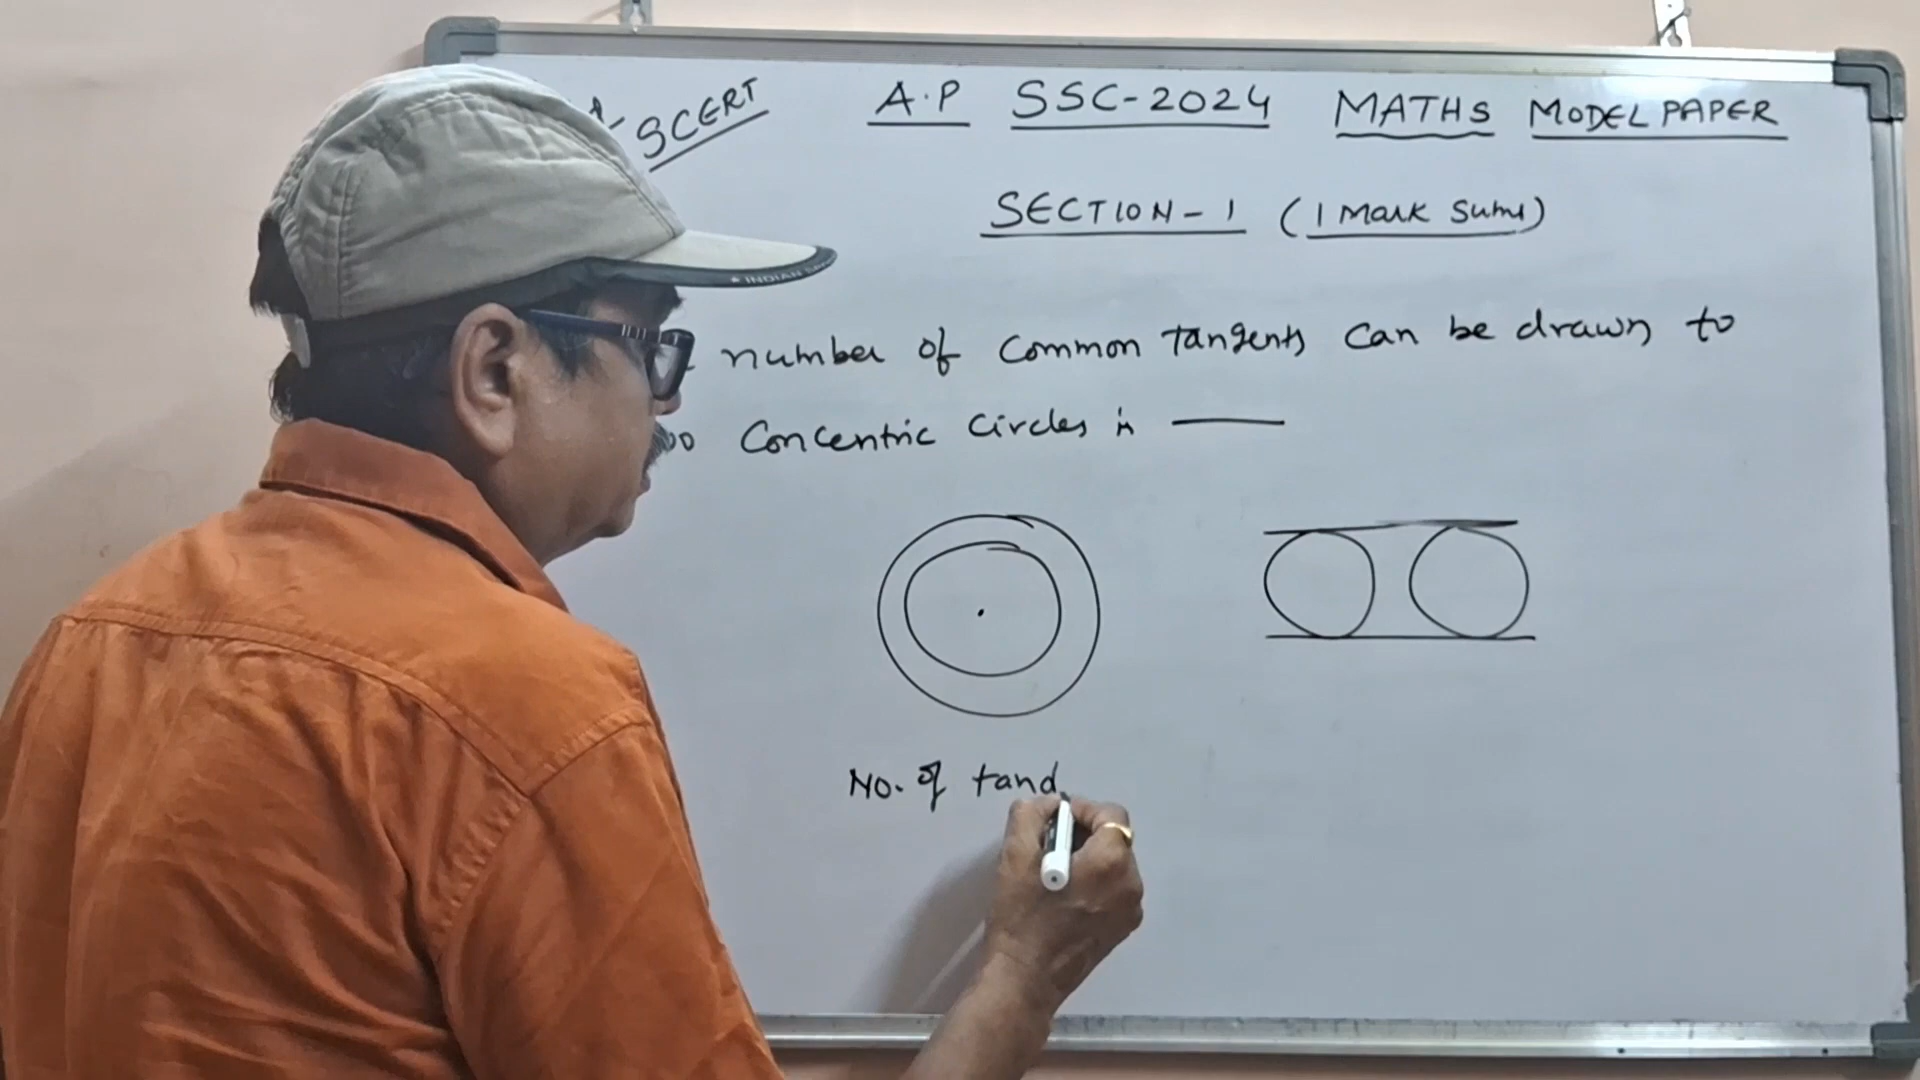 SCERT
A.P SSC-2024 MATHS MODEL PAPER
SECTION-1 (1 Mark Sums)
number of common Tangents can be drawn to
Concentric Circles is ———
No. of tand
INDIAN